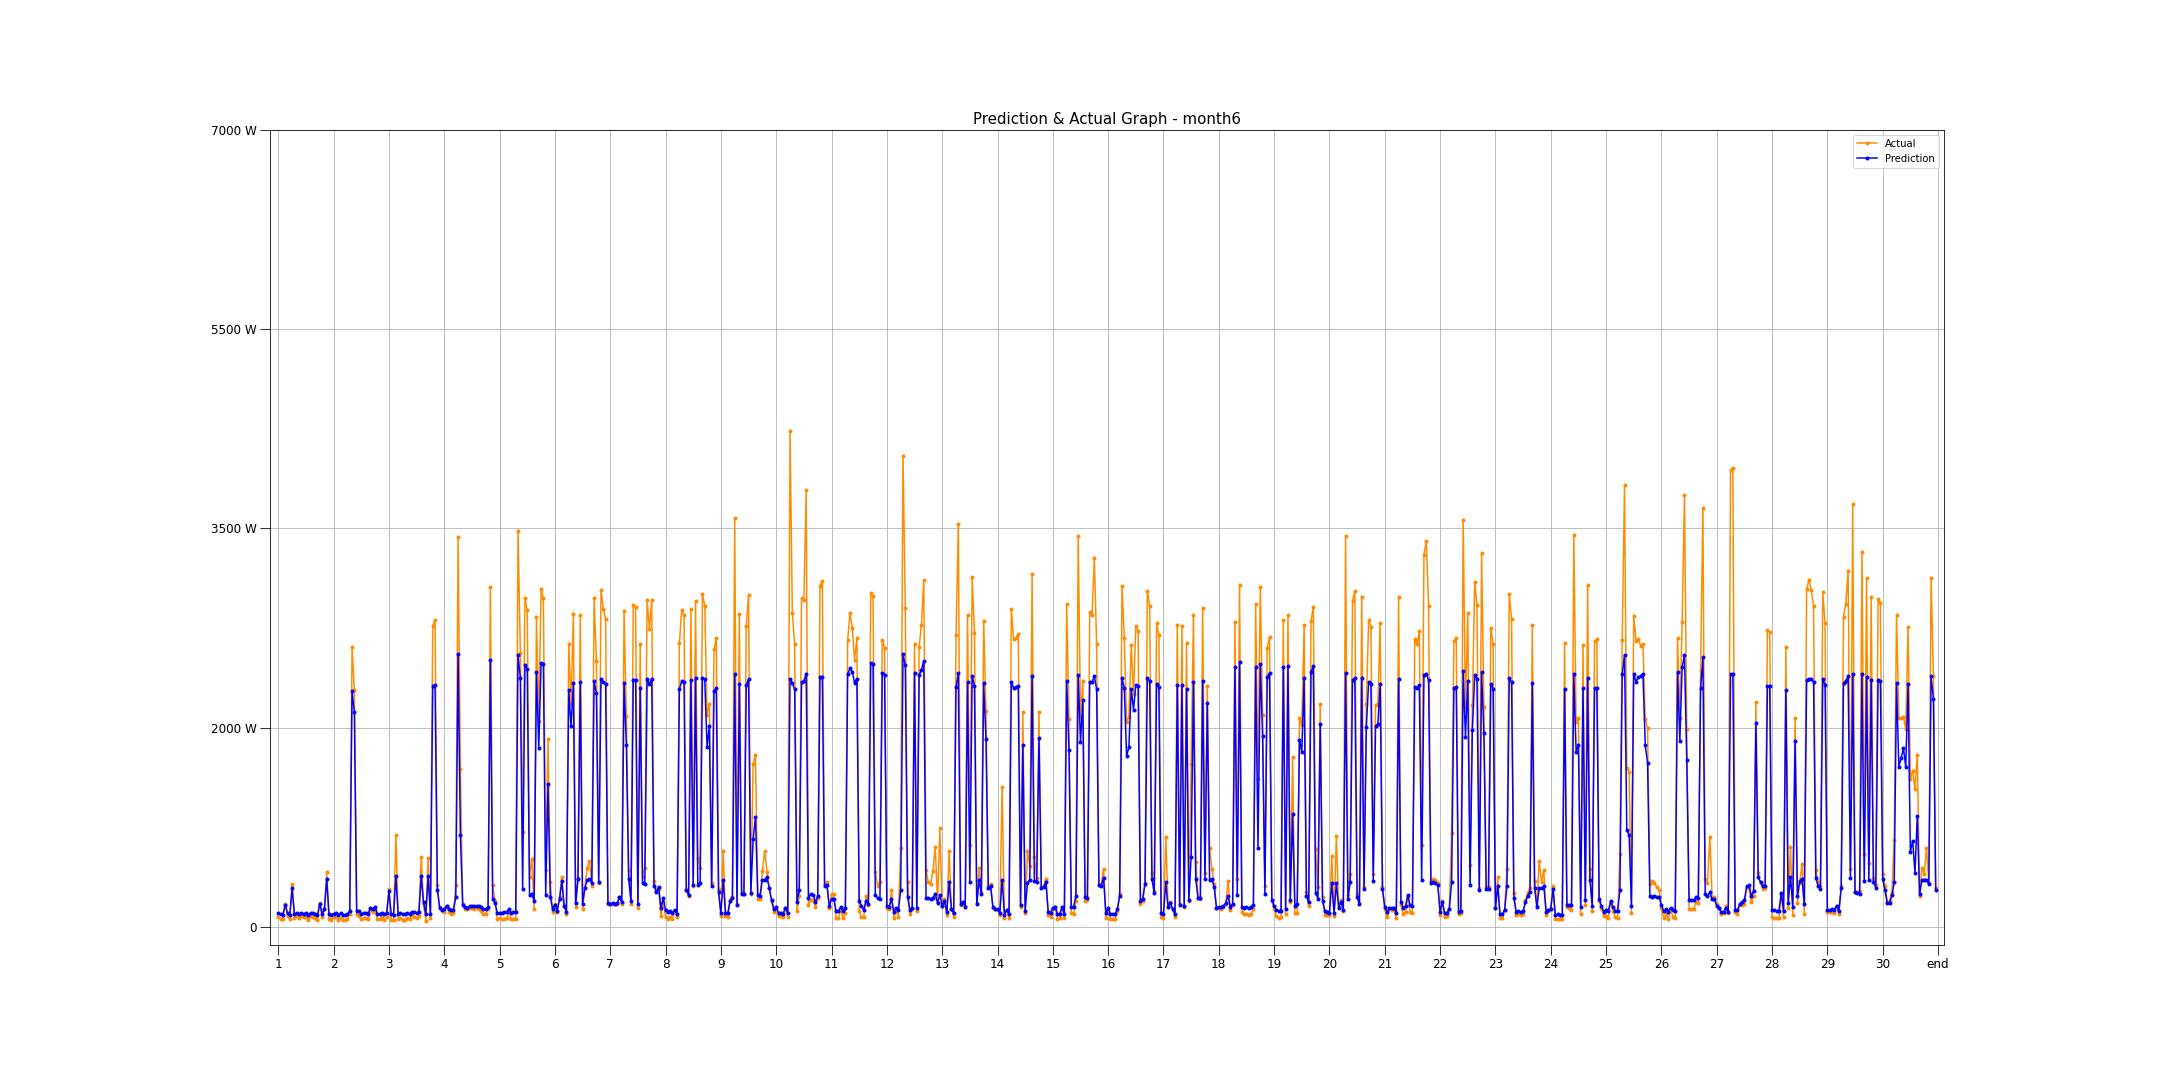 Prediction & Actual Graph - month6
7000 W
Actual
Prediction
5500 W
3500 W
2000 W
0
1 2 3 4 5 6 7 8 9 10 11 12 13 14 15 16 17 18 19 20 21 22 23 24 25 26 27 28 29 30 end